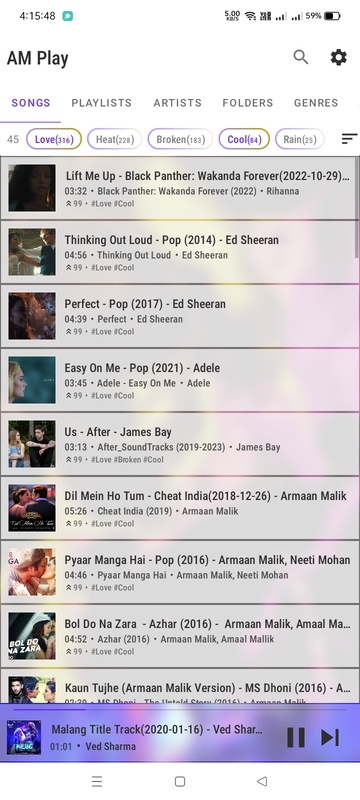 4:15:48
5.00
KB/S
59%
AM Play
SONGS
PLAYLISTS
ARTISTS
FOLDERS
GENRES
45
Love(316)
Heat(228)
Broken(183)
Cool(84)
Rain(25)
Lift Me Up - Black Panther: Wakanda Forever(2022-10-29)...
03:32 • Black Panther: Wakanda Forever (2022) • Rihanna
99 • #Love #Cool
Thinking Out Loud - Pop (2014) - Ed Sheeran
04:56 • Thinking Out Loud • Ed Sheeran
99 • #Love #Cool
Perfect - Pop (2017) - Ed Sheeran
04:39 • Perfect • Ed Sheeran
99 • #Love #Cool
Easy On Me - Pop (2021) - Adele
03:45 • Adele - Easy On Me • Adele
99 • #Love #Cool
Us - After - James Bay
03:13 • After_SoundTracks (2019-2023) • James Bay
99 • #Love #Broken #Cool
Dil Mein Ho Tum - Cheat India(2018-12-26) - Armaan Malik
05:26 • Cheat India (2019) • Armaan Malik
99 • #Love #Cool
Pyaar Manga Hai - Pop (2016) - Armaan Malik, Neeti Mohan
04:46 • Pyaar Manga Hai • Armaan Malik, Neeti Mohan
99 • #Love #Cool
BOL DO
NA ZARA
Bol Do Na Zara - Azhar (2016) - Armaan Malik, Amaal Ma...
04:52 • Azhar (2016) • Armaan Malik, Amaal Mallik
99 • #Love #Cool
Kaun Tujhe (Armaan Malik Version) - MS Dhoni (2016) - A...
MS Dhoni - The Untold Story (2016) • Armaan Malik
Malang Title Track(2020-01-16) - Ved Shar...
01:01 • Ved Sharma